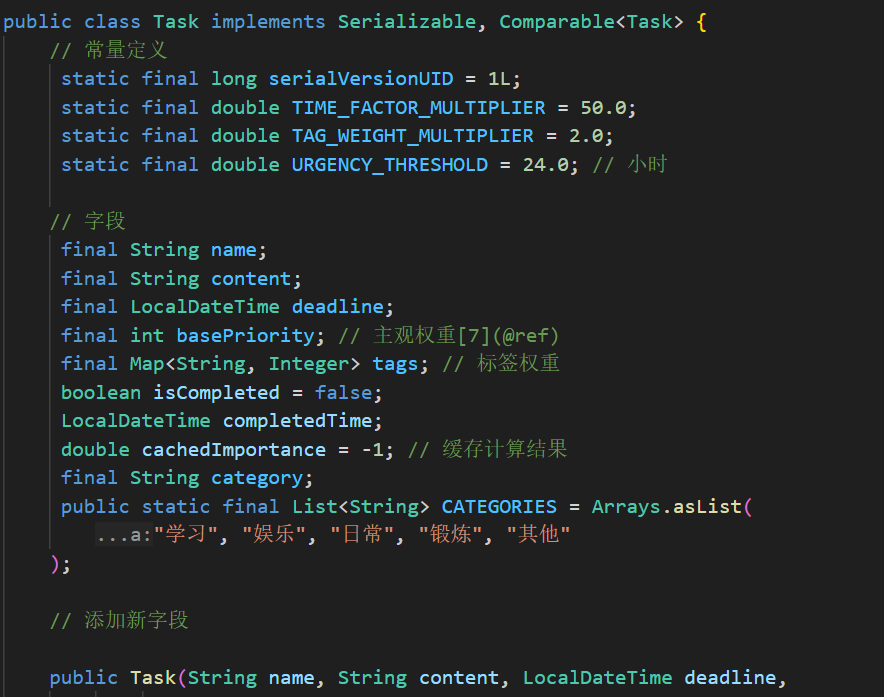 public class Task implements Serializable, Comparable<Task> {
// 常量定义
static final long serialVersionUID = 1L;
static final double TIME_FACTOR_MULTIPLIER = 50.0;
static final double TAG_WEIGHT_MULTIPLIER = 2.0;
static final double URGENCY_THRESHOLD = 24.0; // 小时
// 字段
final String name;
final String content;
final LocalDateTime deadline;
final int basePriority; // 主观权重[7](@ref)
final Map<String, Integer> tags; // 标签权重
boolean isCompleted = false;
LocalDateTime completedTime;
double cachedImportance = -1; // 缓存计算结果
final String category;
public static final List<String> CATEGORIES = Arrays.asList(
...a:"学习", "娱乐", "日常", "锻炼", "其他"
);
// 添加新字段
public Task(String name, String content, LocalDateTime deadline,